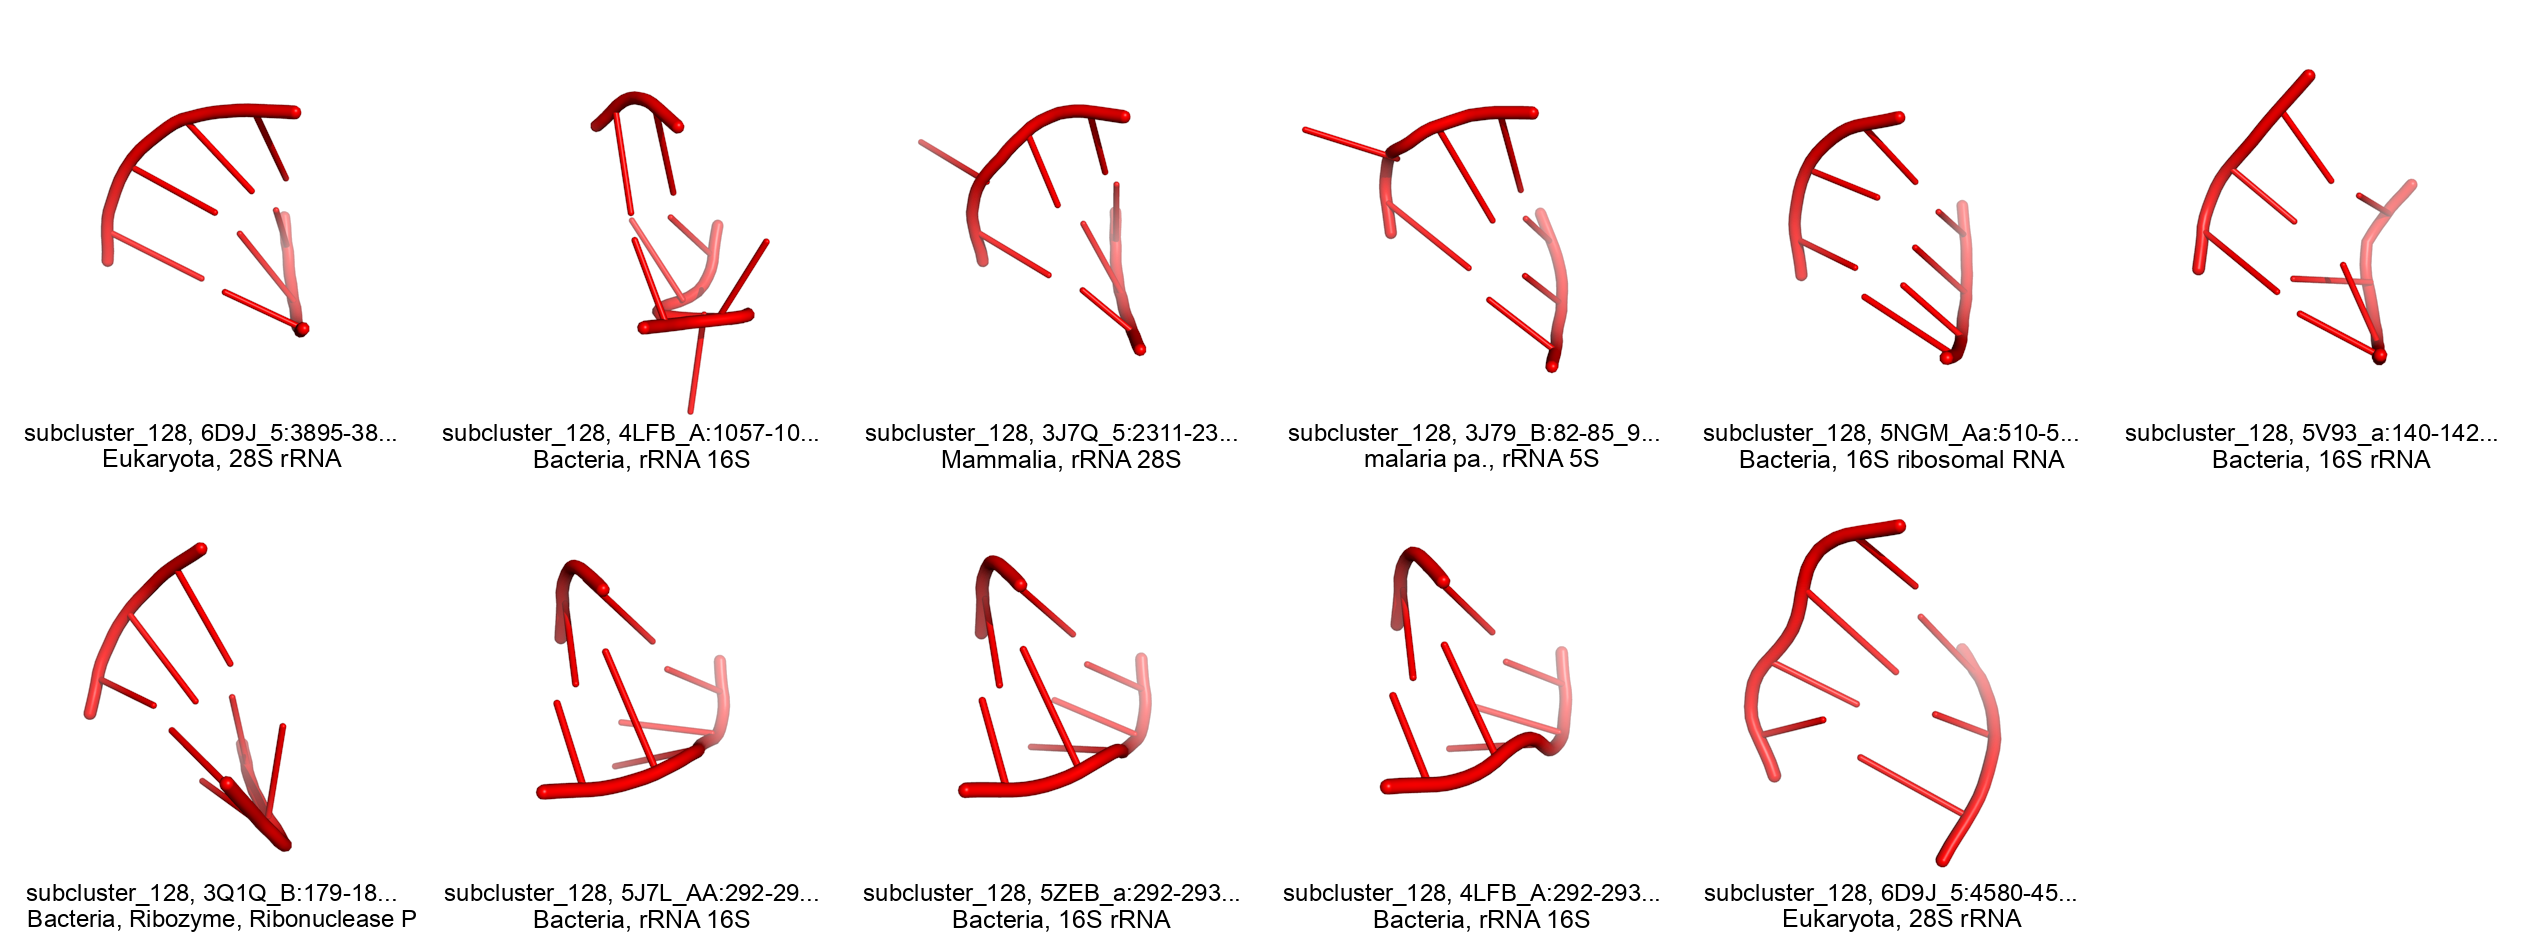 subcluster_128, 6D9J_5:3895-38...
Eukaryota, 28S rRNA
subcluster_128, 4LFB_A:1057-10...
Bacteria, rRNA 16S
subcluster_128, 3J7Q_5:2311-23...
Mammalia, rRNA 28S
subcluster_128, 3J79_B:82-85_9...
malaria pa., rRNA 5S
subcluster_128, 5NGM_Aa:510-5...
Bacteria, 16S ribosomal RNA
subcluster_128, 5V93_a:140-142...
Bacteria, 16S rRNA
subcluster_128, 3Q1Q_B:179-18...
Bacteria, Ribozyme, Ribonuclease P
subcluster_128, 5J7L_AA:292-29...
Bacteria, rRNA 16S
subcluster_128, 5ZEB_a:292-293...
Bacteria, 16S rRNA
subcluster_128, 4LFB_A:292-293...
Bacteria, rRNA 16S
subcluster_128, 6D9J_5:4580-45...
Eukaryota, 28S rRNA